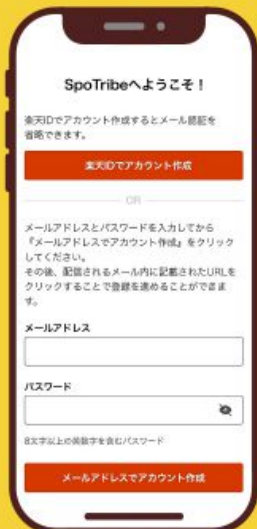 SpoTribeへようこそ！
楽天IDでアカウント作成するとメール認証を
省略できます。
楽天IDでアカウント作成
OR
メールアドレスとパスワードを入力してから
『メールアドレスでアカウント作成』をクリック
してください。
その後、配信されるメール内に記載されたURLを
クリックすることで登録を進めることができま
す。
メールアドレス
パスワード
8文字以上の英数字を含むパスワード
メールアドレスでアカウント作成